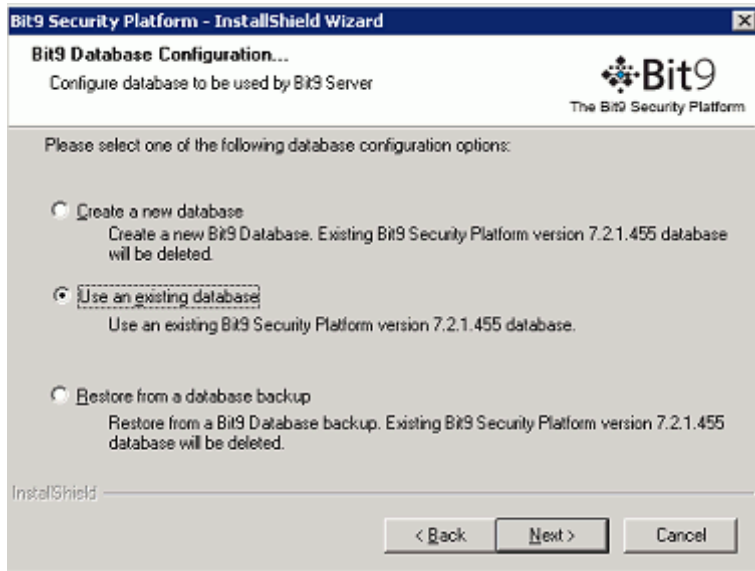 Bit9 Security Platform - InstallShield Wizard
Bit9 Database Configuration...
Configure database to be used by Bit9 Server
Bit9
The Bit9 Security Platform
Please select one of the following database configuration options:
Create a new database
Create a new Bit9 Database. Existing Bit9 Security Platform version 7.2.1.455 database
will be deleted.
Use an existing database
Use an existing Bit9 Security Platform version 7.2.1.455 database.
Restore from a database backup
Restore from a Bit9 Database backup. Existing Bit9 Security Platform version 7.2.1.455
database will be deleted.
InstallShield
< Back
Next >
Cancel